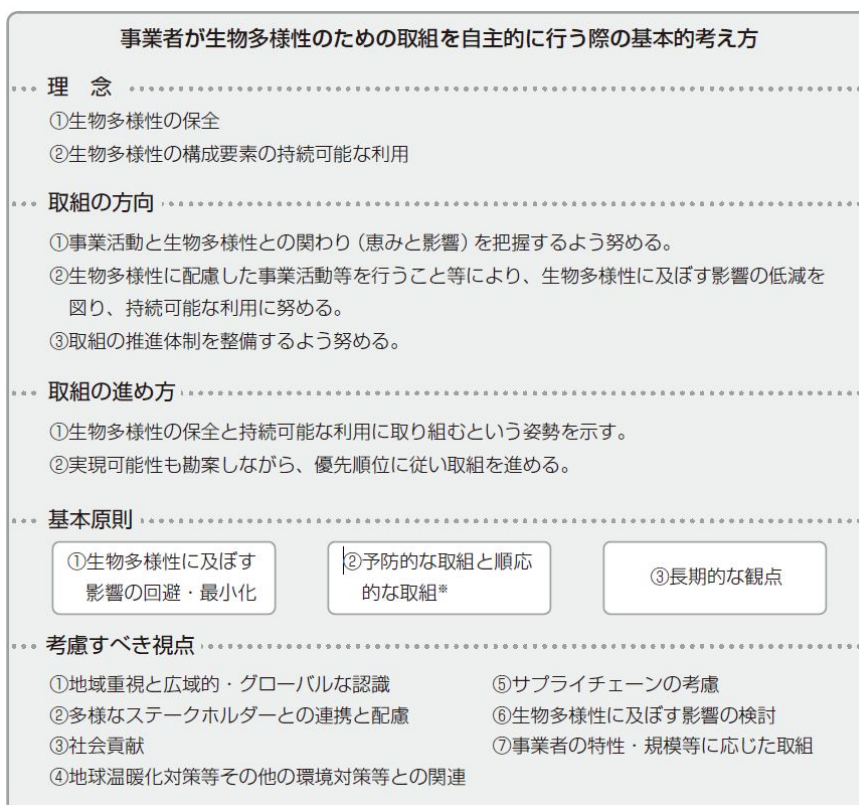 事業者が生物多様性のための取組を自主的に行う際の基本的考え方
理　念
①生物多様性の保全
②生物多様性の構成要素の持続可能な利用
取組の方向
①事業活動と生物多様性との関わり（恵みと影響）を把握するよう努める。
②生物多様性に配慮した事業活動等を行うこと等により、生物多様性に及ぼす影響の低減を
図り、持続可能な利用に努める。
③取組の推進体制を整備するよう努める。
取組の進め方
①生物多様性の保全と持続可能な利用に取り組むという姿勢を示す。
②実現可能性も勘案しながら、優先順位に従い取組を進める。
基本原則
①生物多様性に及ぼす
影響の回避・最小化
②予防的な取組と順応
的な取組※
③長期的な観点
考慮すべき視点
①地域重視と広域的・グローバルな認識
②多様なステークホルダーとの連携と配慮
③社会貢献
④地球温暖化対策等その他の環境対策等との関連
⑤サプライチェーンの考慮
⑥生物多様性に及ぼす影響の検討
⑦事業者の特性・規模等に応じた取組